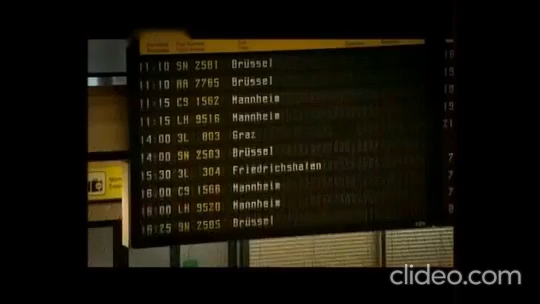 11:10 SN 2581 Brüssel
11:10 AA 7765 Brüssel
11:15 C9 1562 Mannheim
11:15 LH 9516 Mannheim
14:00 3L 803 Graz
14:00 SN 2583 Brüssel
15:30 3L 304 Friedrichshafen
16:00 C9 1566 Mannheim
16:00 LH 9520 Mannheim
16:25 SN 2585 Brüssel
clideo.com